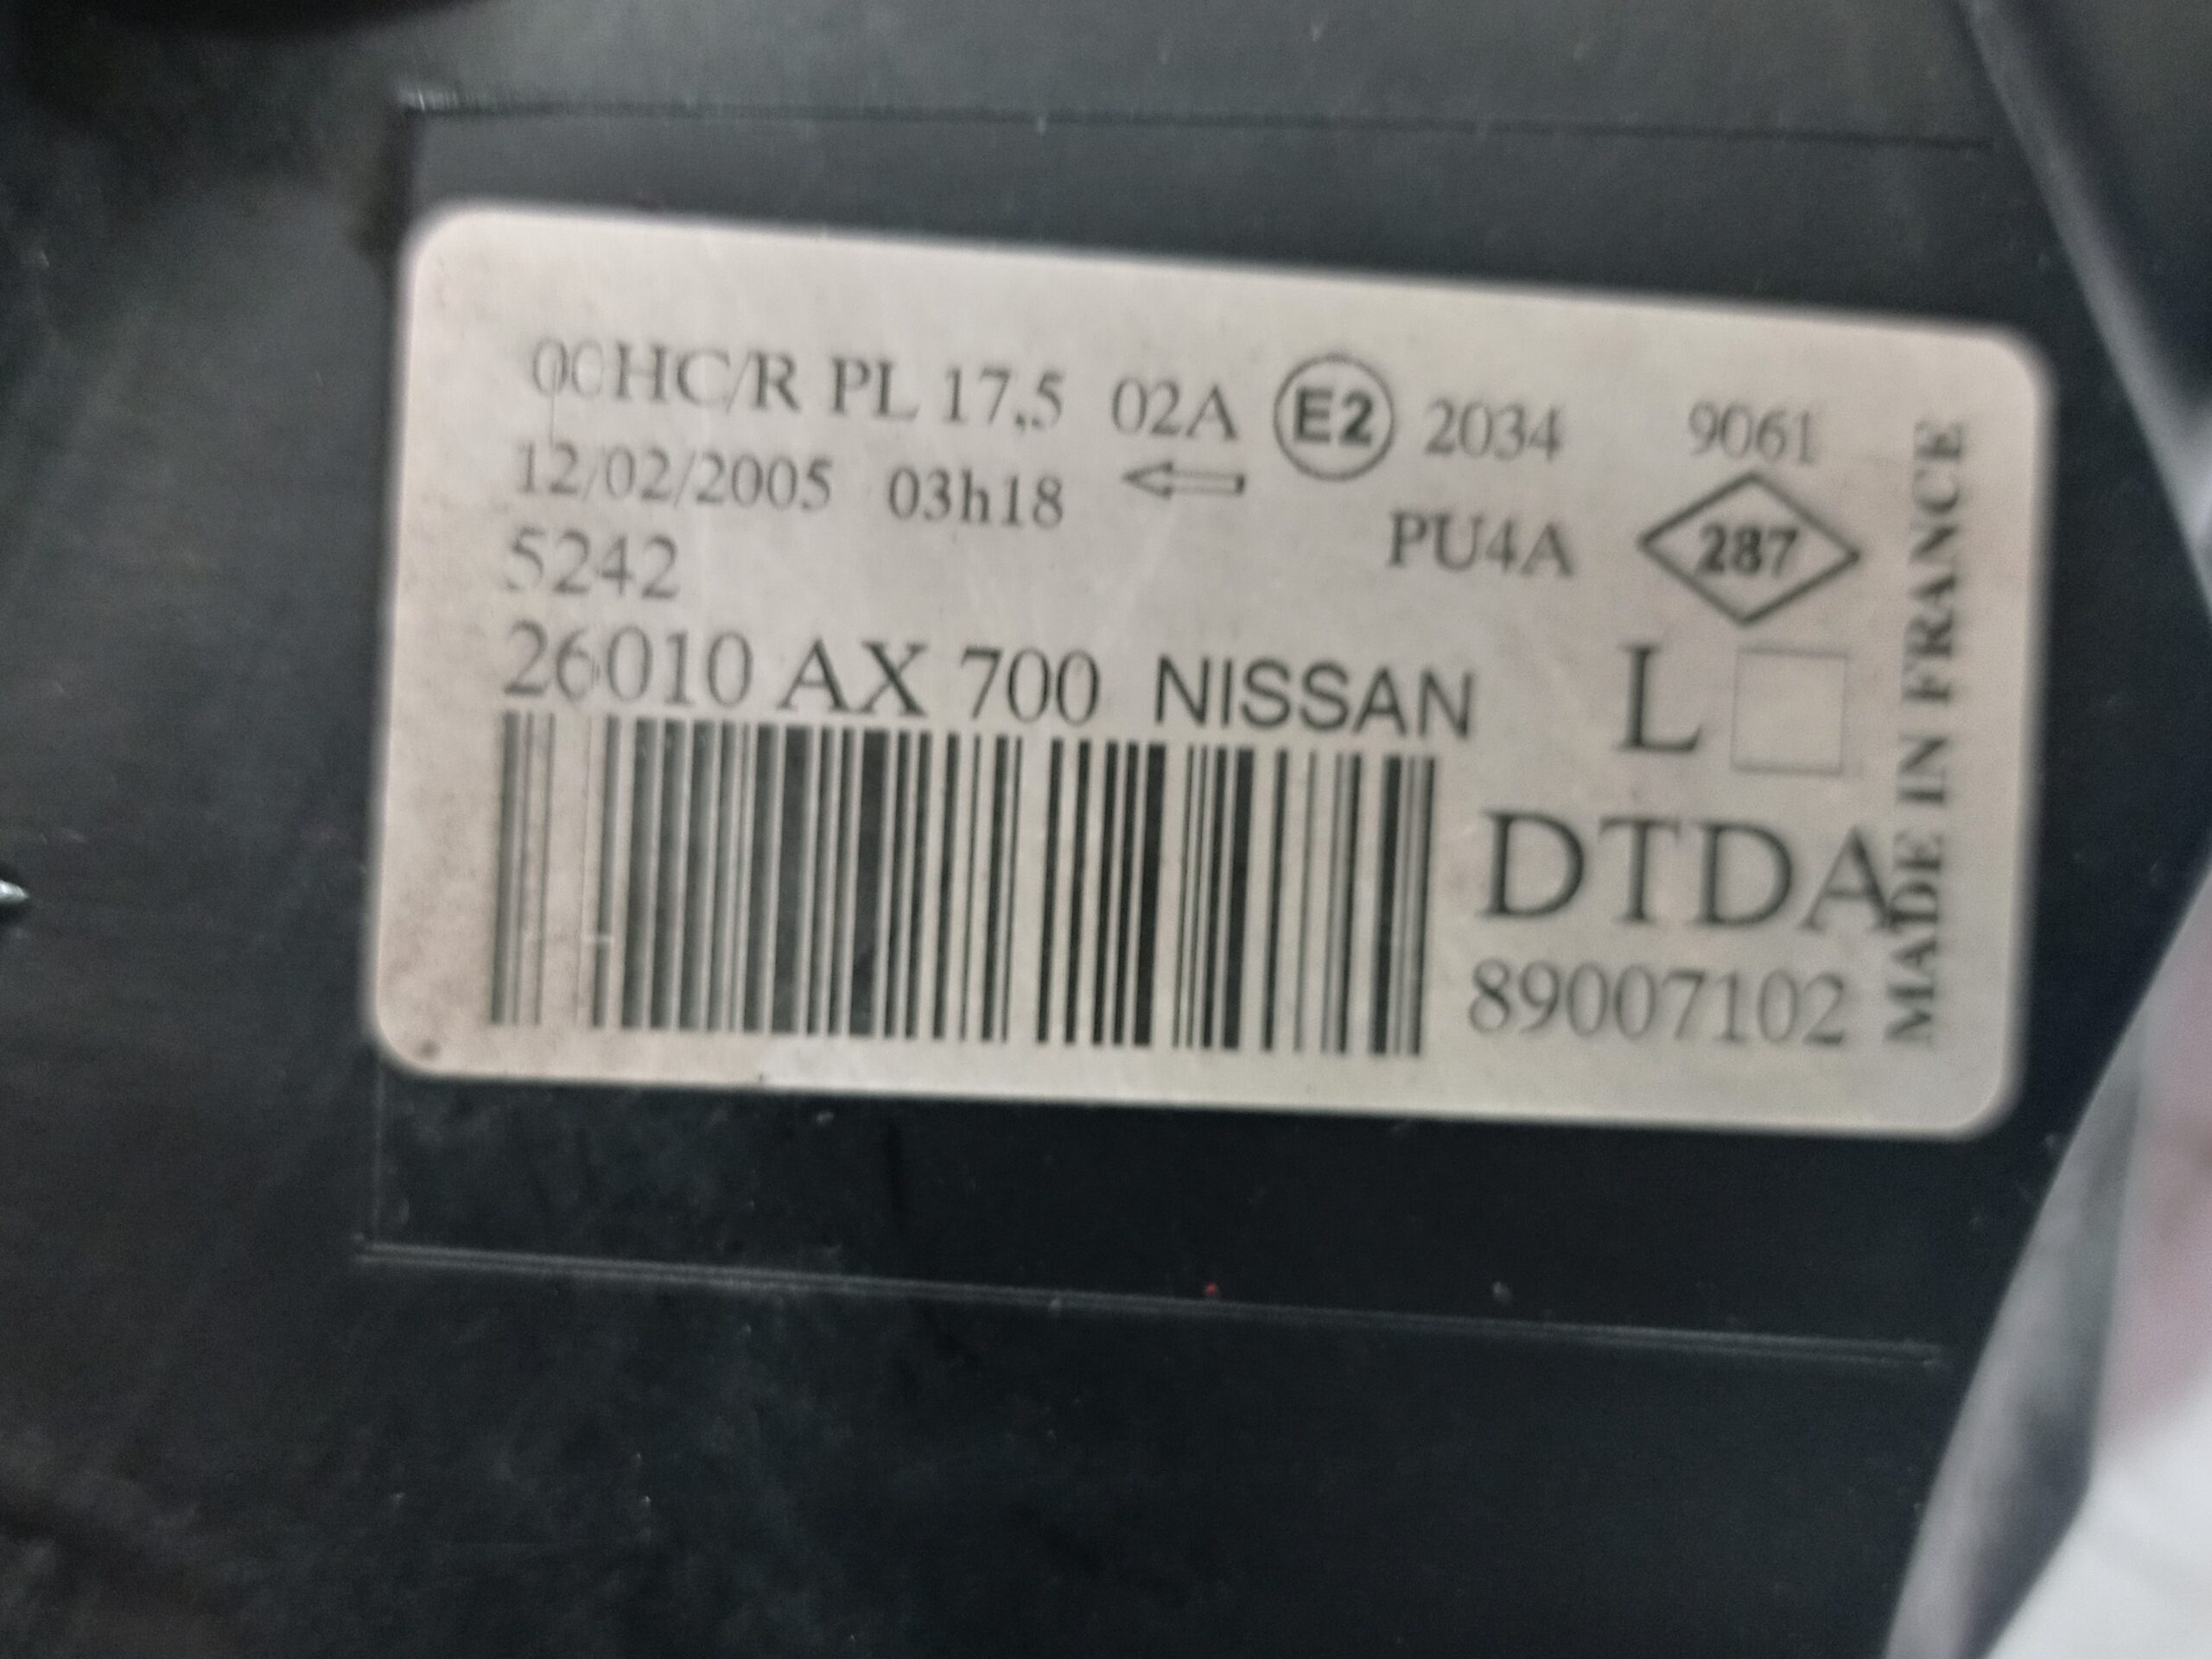 00HC/R PL 17,5 02A E2 2034 9061
12/02/2005 03h18 PU4A 287
5242
26010 AX 700 NISSAN L
DTDA
89007102
MADE IN FRANCE